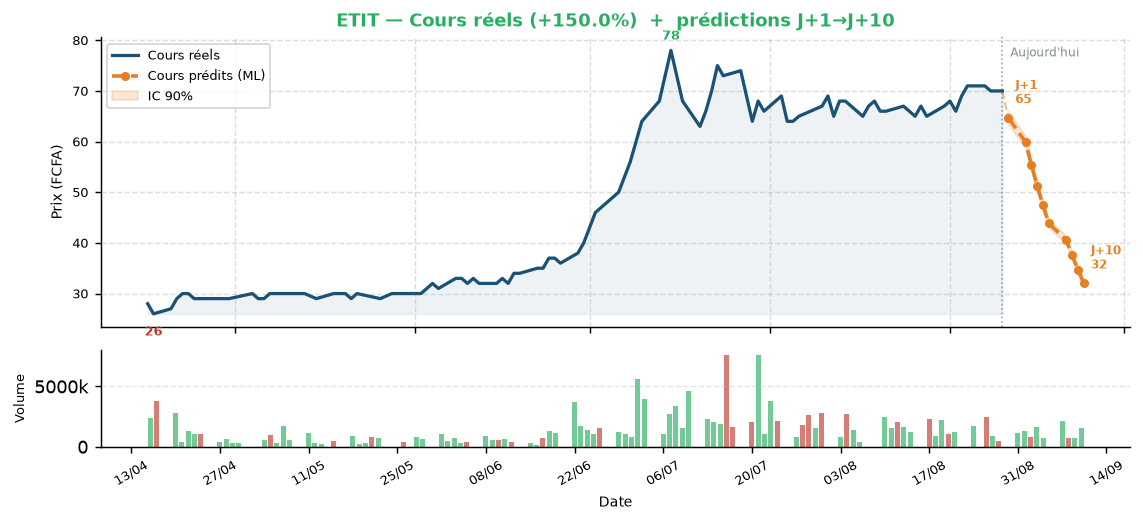 ETIT — Cours réels (+150.0%)  +  prédictions J+1→J+10
Cours réels
Cours prédits (ML)
IC 90%
78
Aujourd'hui
J+1
65
J+10
32
26
Prix (FCFA)
80
70
60
50
40
30
Volume
5000k
0
13/04
27/04
11/05
25/05
08/06
22/06
06/07
20/07
03/08
17/08
31/08
14/09
Date